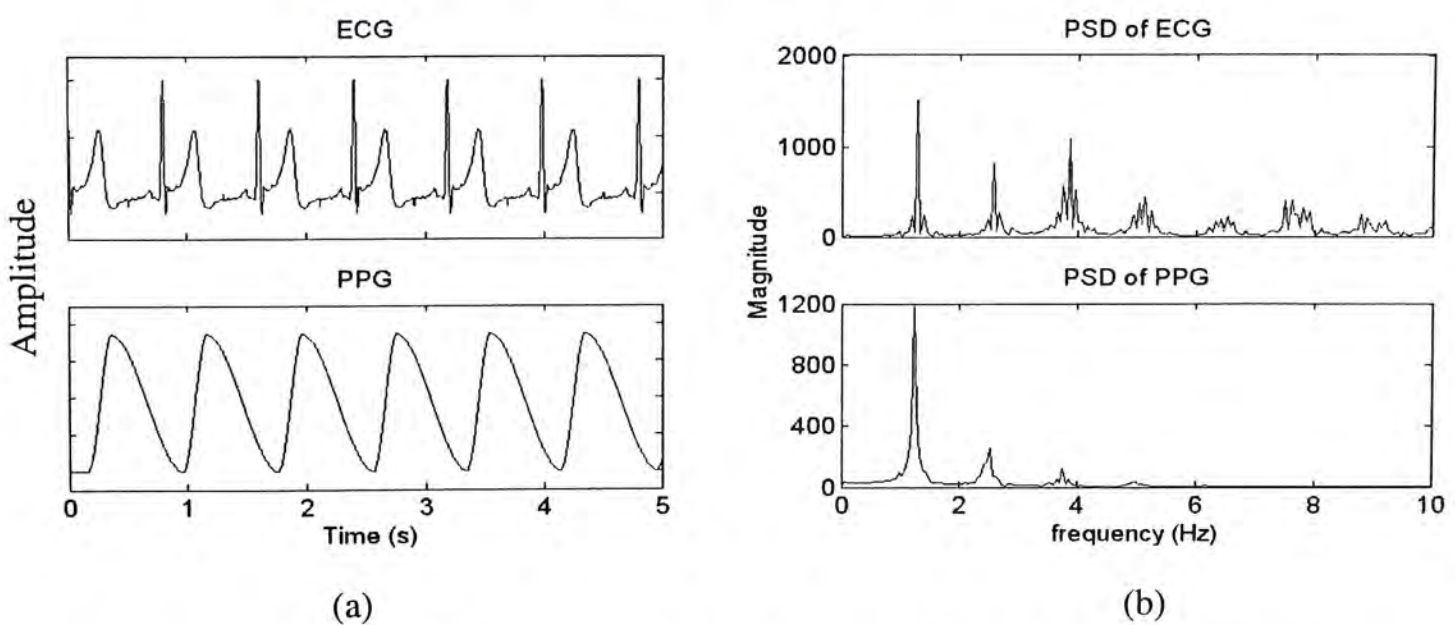 ECG
PPG
Amplitude
0 1 2 3 4 5
Time (s)
(a)
PSD of ECG
2000
1000
0
PSD of PPG
1200
800
400
0
Magnitude
0 2 4 6 8 10
frequency (Hz)
(b)